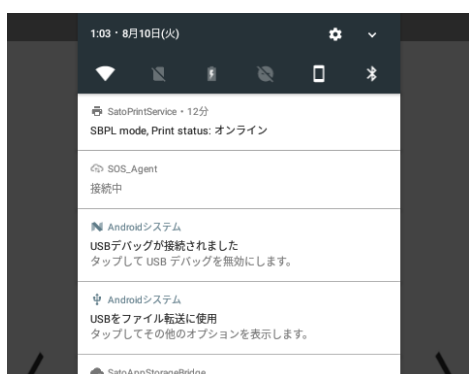 1:03・8月10日(火)
SatoPrintService • 12分
SBPL mode, Print status: オンライン
SOS_Agent
接続中
Androidシステム
USBデバッグが接続されました
タップして USB デバッグを無効にします。
Androidシステム
USBをファイル転送に使用
タップしてその他のオプションを表示します。
SatoAppStorageBridge